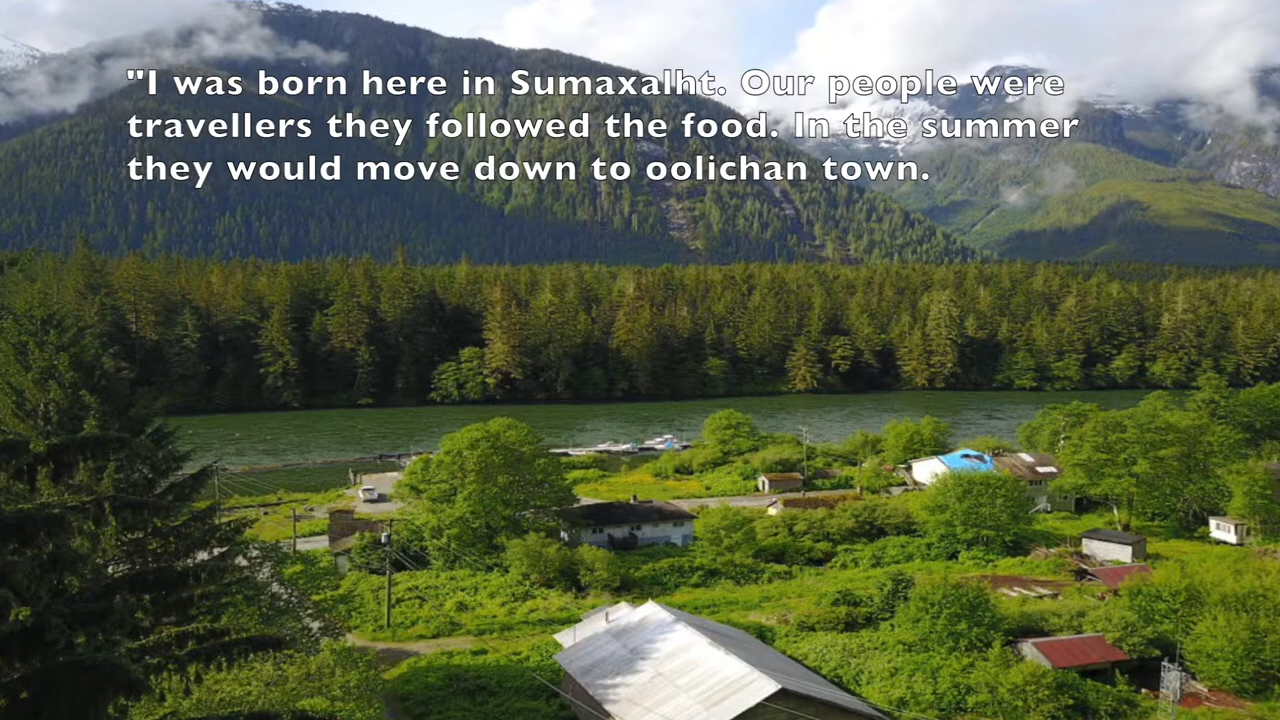 "I was born here in Sumaxalht. Our people were
travellers they followed the food. In the summer
they would move down to oolichan town.